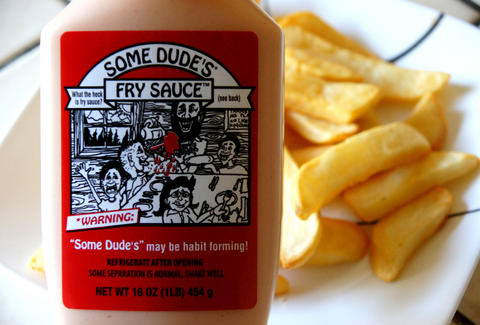 SOME DUDE'S
FRY SAUCE™
What the heck
is fry sauce?
(see back)
*WARNING:
"Some Dude's" may be habit forming!
REFRIGERATE AFTER OPENING
SOME SEPARATION IS NORMAL, SHAKE WELL
NET WT 16 OZ (1LB) 454 g